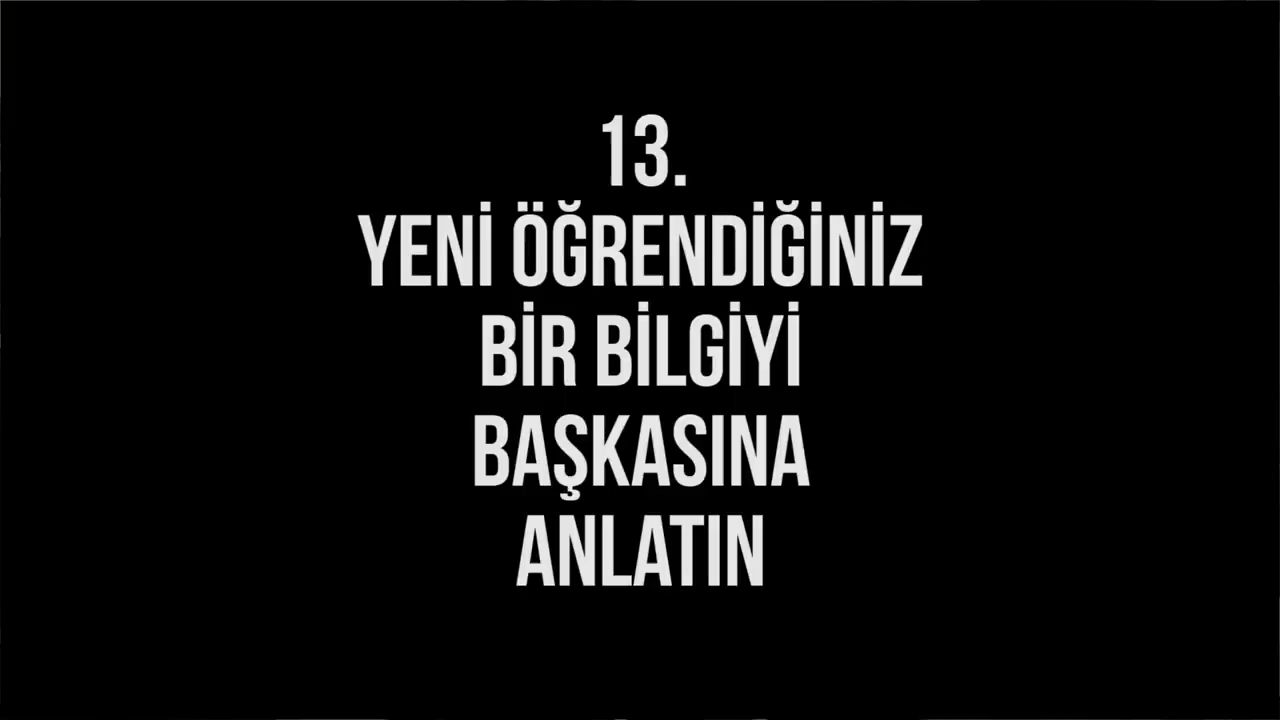 13.
YENİ ÖĞRENDİĞİNİZ
BİR BİLGİYİ
BAŞKASINA
ANLATIN